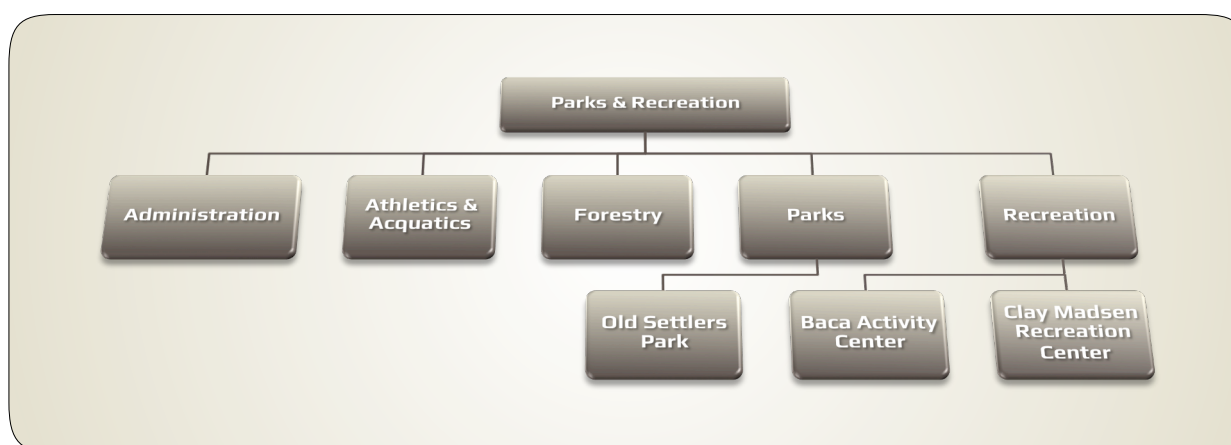 Parks & Recreation
Administration
Athletics &
Acquatics
Forestry
Parks
Recreation
Old Settlers
Park
Baca Activity
Center
Clay Madsen
Recreation
Center